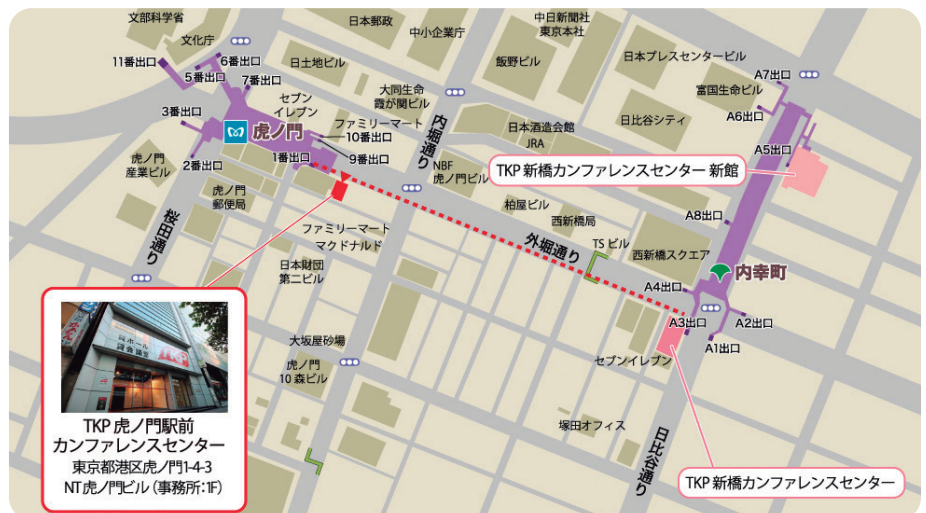 文部科学省
文化庁
11番出口
6番出口
5番出口
7番出口
3番出口
虎ノ門
2番出口
1番出口
10番出口
9番出口
セブン
イレブン
ファミリーマート
日土地ビル
日本郵政
中小企業庁
中日新聞社
東京本社
飯野ビル
日本プレスセンタービル
A7出口
富国生命ビル
A6出口
日比谷シティ
A5出口
大同生命
霞が関ビル
内堀通り
日本酒造会館
JRA
NBF
虎ノ門ビル
TKP 新橋カンファレンスセンター 新館
虎ノ門
産業ビル
虎ノ門
郵便局
桜田通り
柏屋ビル
西新橋局
A8出口
外堀通り
TS ビル
西新橋スクエア
内幸町
A4出口
A3出口
A2出口
A1出口
ファミリーマート
マクドナルド
日本財団
第二ビル
大坂屋砂場
虎ノ門
10 森ビル
セブンイレブン
塚田オフィス
日比谷通り
TKP 新橋カンファレンスセンター
TKP 虎ノ門駅前
カンファレンスセンター
東京都港区虎ノ門1-4-3
NT虎ノ門ビル（事務所:1F）